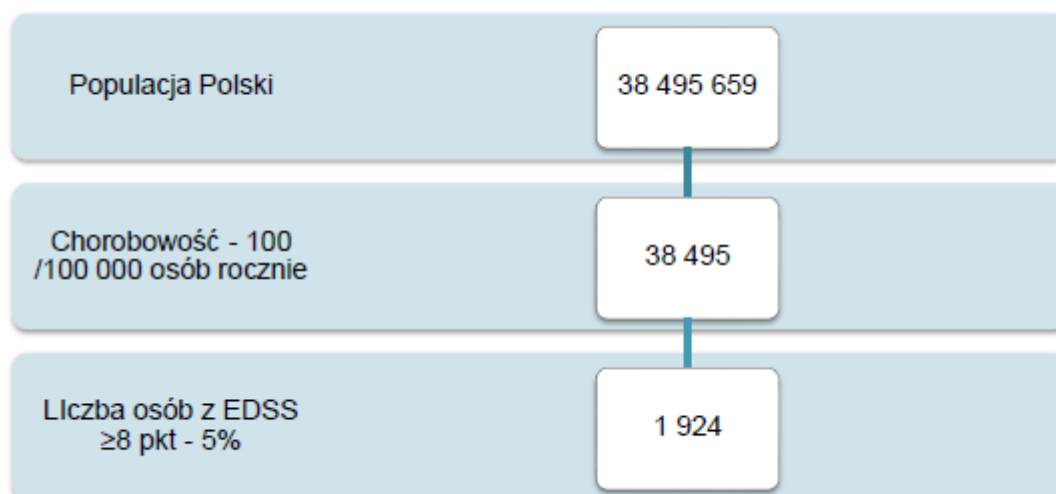 Populacja Polski
38 495 659
Chorobowość - 100
/100 000 osób rocznie
38 495
LIczba osób z EDSS
≥8 pkt - 5%
1 924